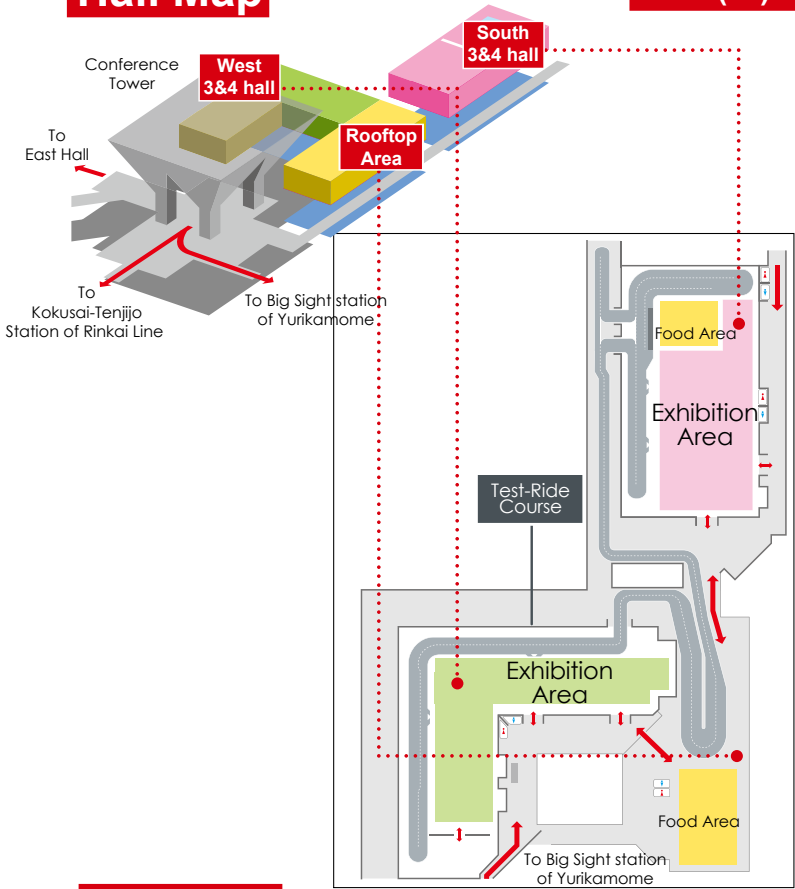 Hall Map
South
3&4 hall
Conference
Tower
West
3&4 hall
Rooftop
Area
To
East Hall
To
Kokusai-Tenjijo
Station of Rinkai Line
To Big Sight station
of Yurikamome
Food Area
Exhibition
Area
Test-Ride
Course
Exhibition
Area
Food Area
To Big Sight station
of Yurikamome